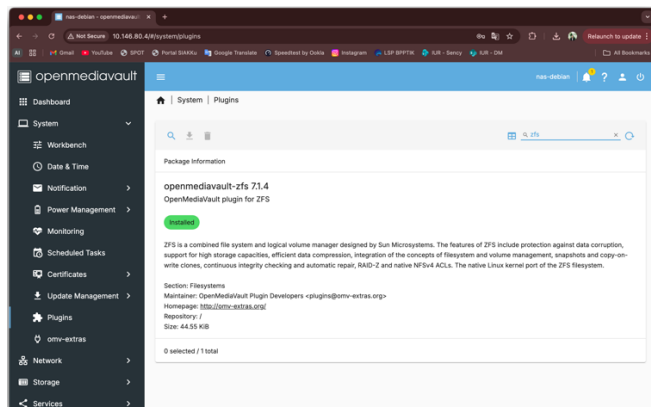 nas-debian - openmediavaul
Not Secure 10.146.80.4/#/system/plugins
Relaunch to update
M Gmail YouTube SPOT Portal SIAKKu Google Translate Speedtest by Ookla Instagram LSP BPPTIK IUR - Sency IUR - DM All Bookmarks
openmediavault
nas-debian
Dashboard
System | Plugins
System
Workbench
zfs
Date & Time
Package Information
Notification
openmediavault-zfs 7.1.4
OpenMediaVault plugin for ZFS
Power Management
Installed
Monitoring
Scheduled Tasks
ZFS is a combined file system and logical volume manager designed by Sun Microsystems. The features of ZFS include protection against data corruption,
support for high storage capacities, efficient data compression, integration of the concepts of filesystem and volume management, snapshots and copy-on-
write clones, continuous integrity checking and automatic repair, RAID-Z and native NFSv4 ACLs. The native Linux kernel port of the ZFS filesystem.
Certificates
Update Management
Section: Filesystems
Maintainer: OpenMediaVault Plugin Developers <plugins@omv-extras.org>
Homepage: http://omv-extras.org/
Repository: /
Size: 44.55 KiB
Plugins
omv-extras
0 selected / 1 total
Network
Storage
Services